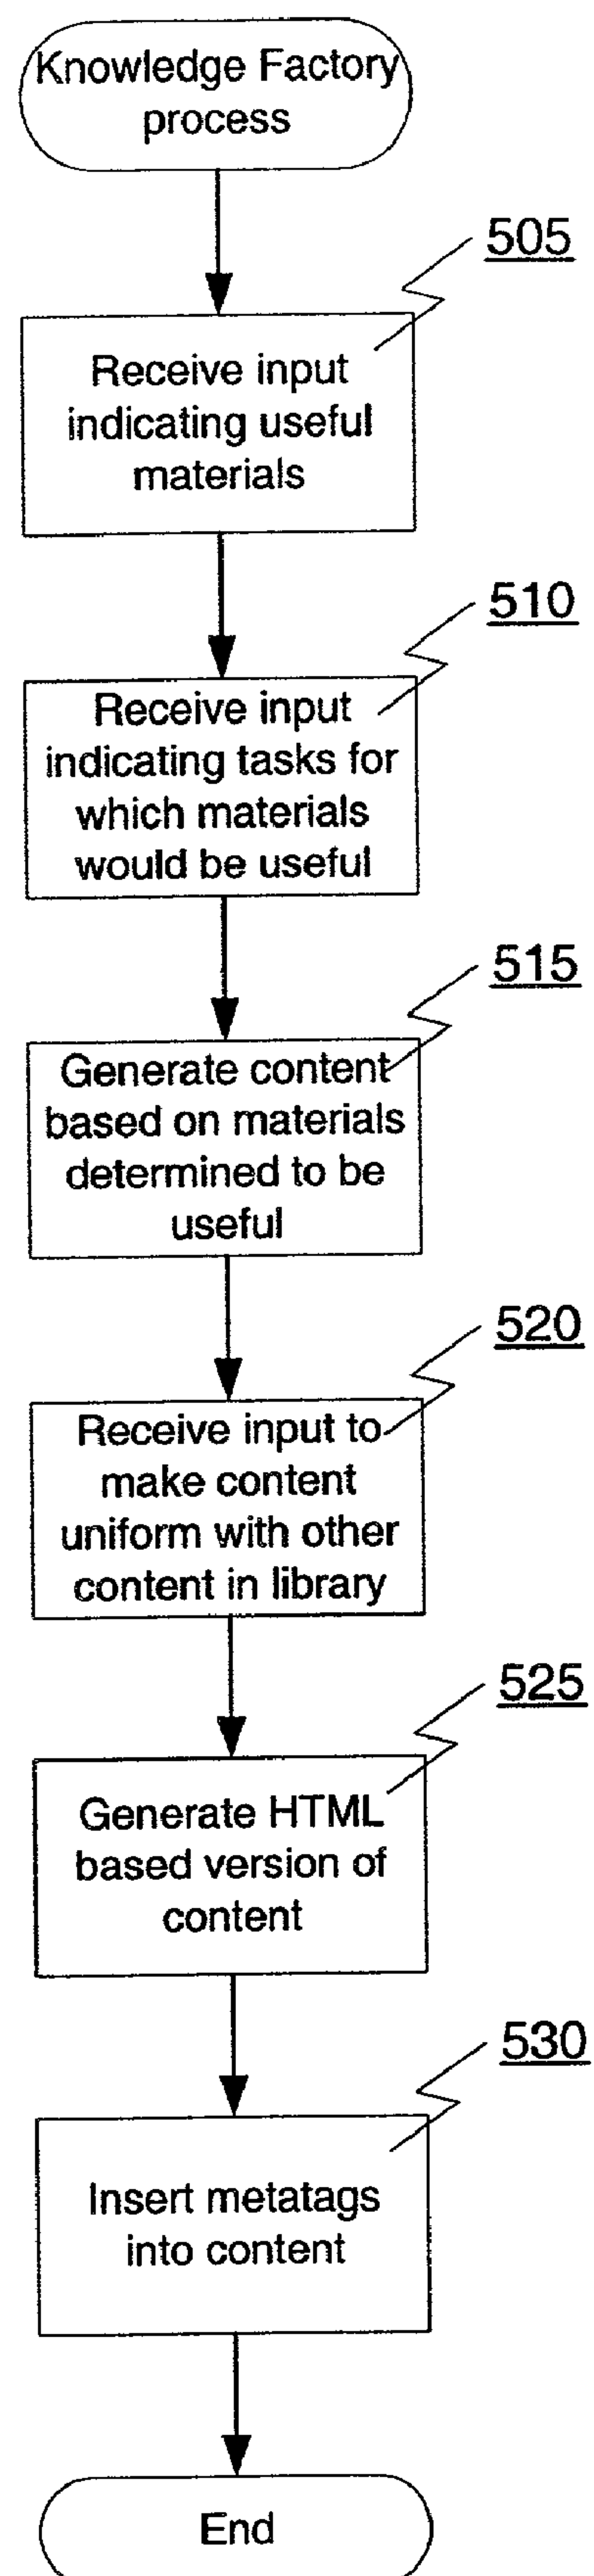 Knowledge Factory
process
505
Receive input
indicating useful
materials
510
Receive input
indicating tasks for
which materials
would be useful
515
Generate content
based on materials
determined to be
useful
520
Receive input to
make content
uniform with other
content in library
525
Generate HTML
based version of
content
530
Insert metatags
into content
End